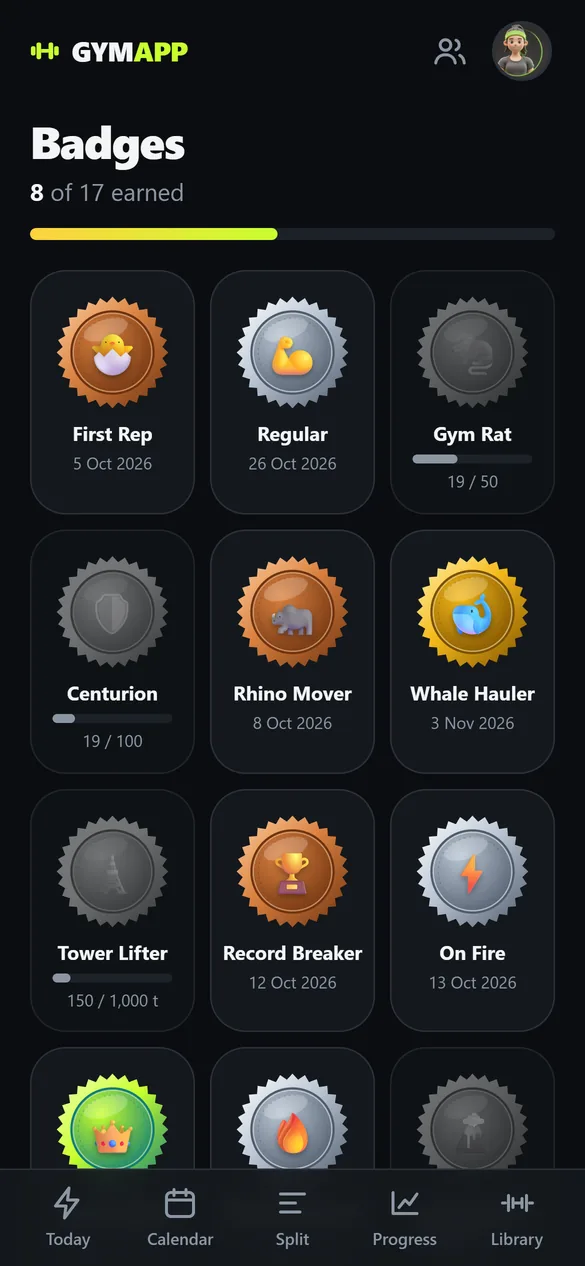 GYMAPP
Badges
8 of 17 earned
First Rep
5 Oct 2026
Regular
26 Oct 2026
Gym Rat
19 / 50
Centurion
19 / 100
Rhino Mover
8 Oct 2026
Whale Hauler
3 Nov 2026
Tower Lifter
150 / 1,000 t
Record Breaker
12 Oct 2026
On Fire
13 Oct 2026
Today
Calendar
Split
Progress
Library